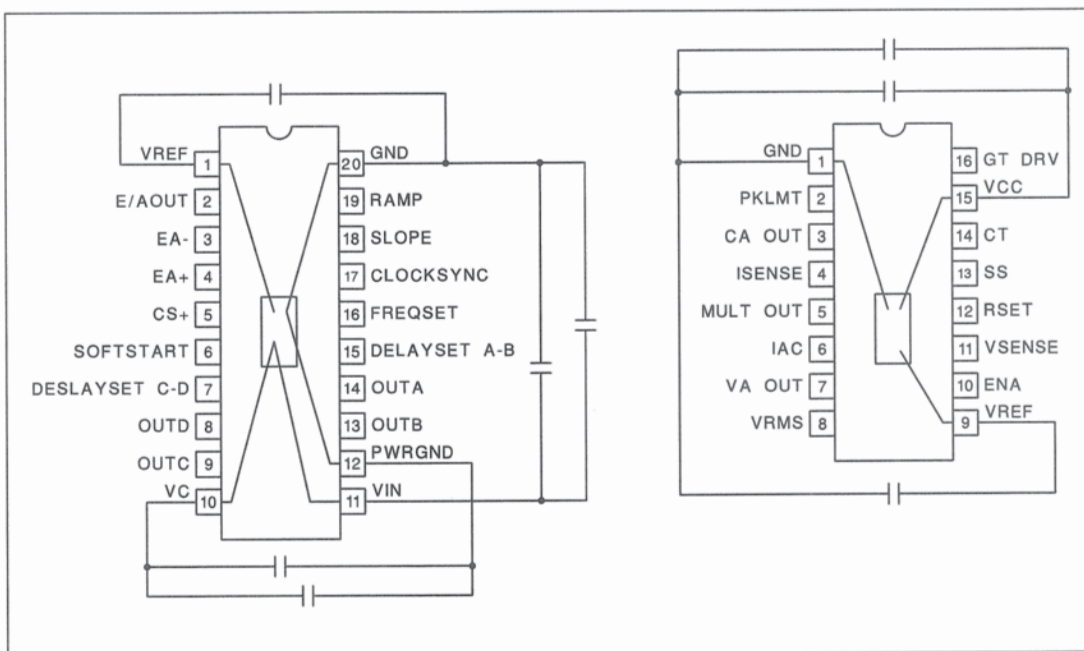 VREF 1
E/AOUT 2
EA- 3
EA+ 4
CS+ 5
SOFTSTART 6
DESLAYSET C-D 7
OUTD 8
OUTC 9
VC 10
20 GND
19 RAMP
18 SLOPE
17 CLOCKSYNC
16 FREQSET
15 DELAYSET A-B
14 OUTA
13 OUTB
12 PWRGND
11 VIN
GND 1
PKLMT 2
CA OUT 3
ISENSE 4
MULT OUT 5
IAC 6
VA OUT 7
VRMS 8
16 GT DRV
15 VCC
14 CT
13 SS
12 RSET
11 VSENSE
10 ENA
9 VREF